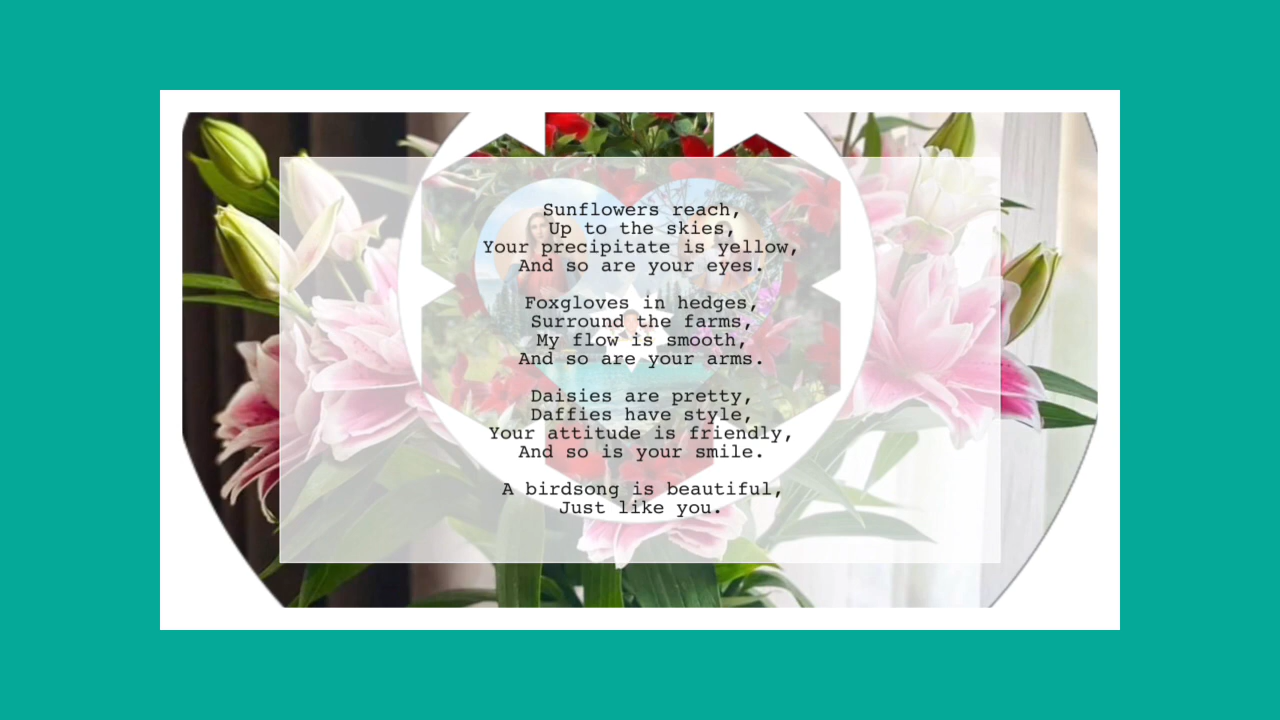 Sunflowers reach,
Up to the skies,
Your precipitate is yellow,
And so are your eyes.
Foxgloves in hedges,
Surround the farms,
My flow is smooth,
And so are your arms.
Daisies are pretty,
Daffies have style,
Your attitude is friendly,
And so is your smile.
A birdsong is beautiful,
Just like you.